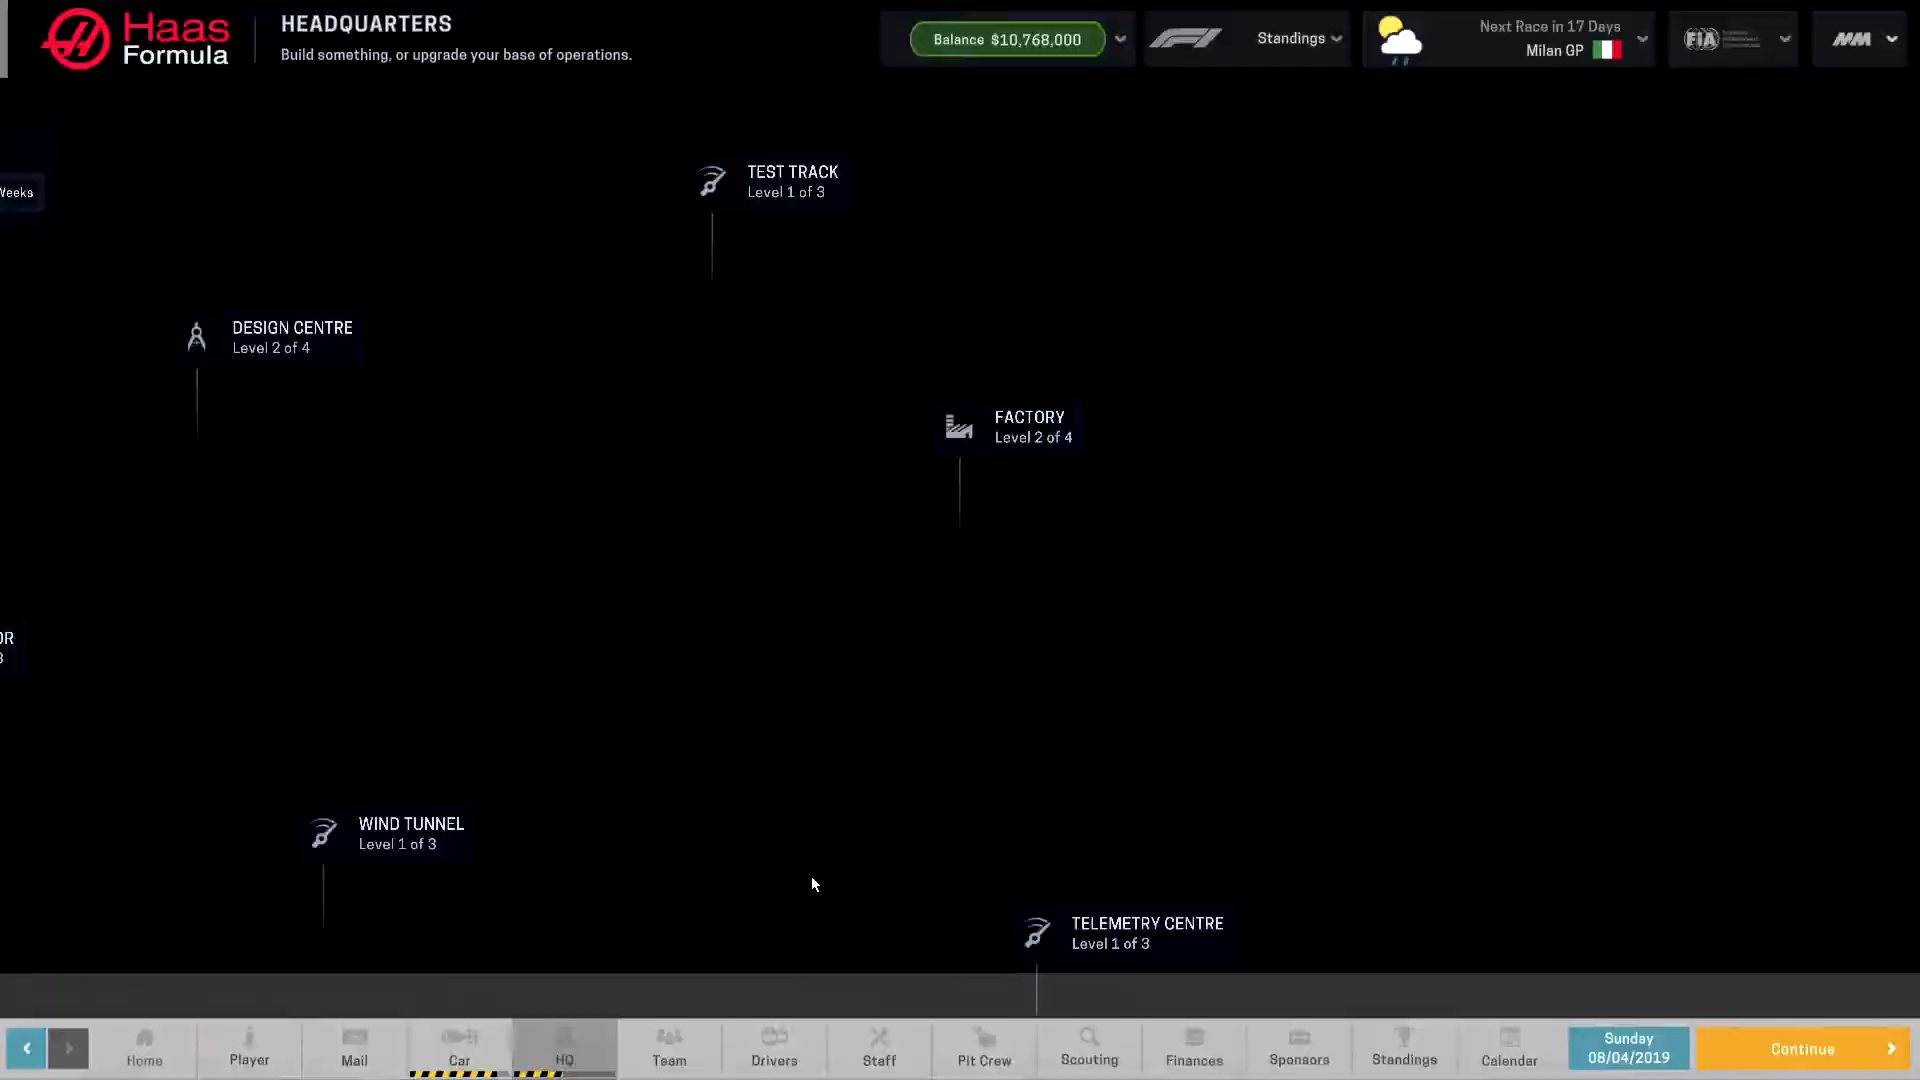 Haas
Formula
HEADQUARTERS
Build something, or upgrade your base of operations.
Balance $10,768,000
Standings
Next Race in 17 Days
Milan GP
FIA
Weeks
TEST TRACK
Level 1 of 3
DESIGN CENTRE
Level 2 of 4
FACTORY
Level 2 of 4
OR
3
WIND TUNNEL
Level 1 of 3
TELEMETRY CENTRE
Level 1 of 3
Home
Player
Mail
Car
HQ
Team
Drivers
Staff
Pit Crew
Scouting
Finances
Sponsors
Standings
Calendar
Sunday
08/04/2019
Continue